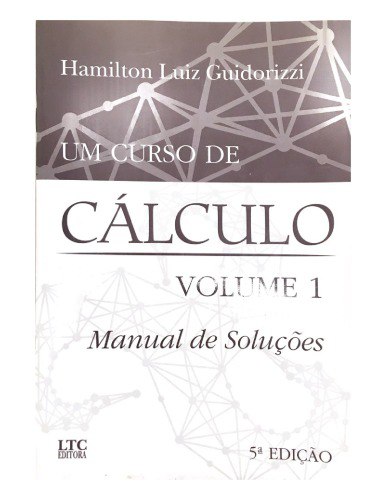 Hamilton Luiz Guidorizzi
UM CURSO DE
CÁLCULO
VOLUME 1
Manual de Soluções
LTC
EDITORA
5ª EDIÇÃO